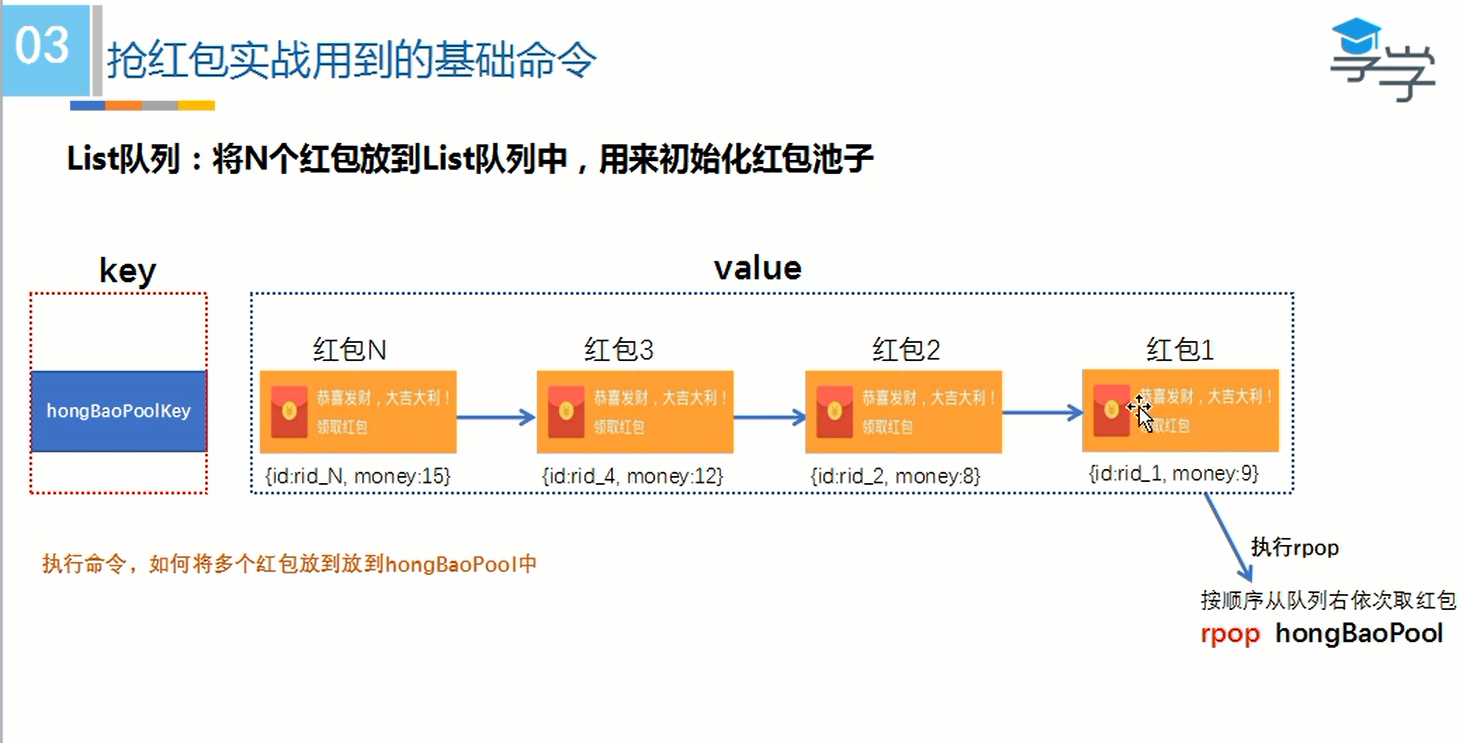 03
抢红包实战用到的基础命令
享学
List队列：将N个红包放到List队列中，用来初始化红包池子
key
value
红包N
红包3
红包2
红包1
hongBaoPoolKey
恭喜发财，大吉大利！
领取红包
恭喜发财，大吉大利！
领取红包
恭喜发财，大吉大利！
领取红包
恭喜发财，大吉大利！
领取红包
{id:rid_N, money:15}
{id:rid_4, money:12}
{id:rid_2, money:8}
{id:rid_1, money:9}
执行rpop
执行命令，如何将多个红包放到放到hongBaoPool中
按顺序从队列右依次取红包
rpop hongBaoPool